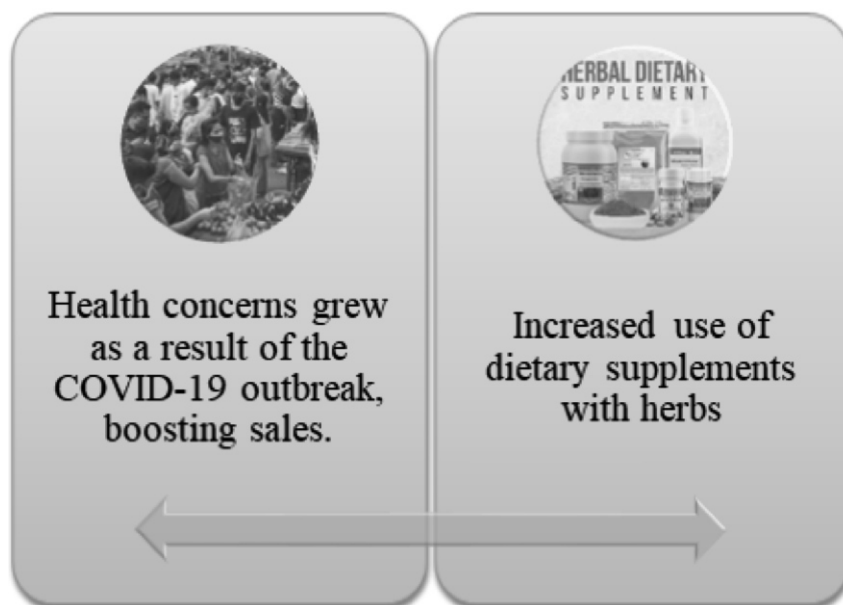 Health concerns grew
as a result of the
COVID-19 outbreak,
boosting sales.
HERBAL DIETARY
SUPPLEMENT
Increased use of
dietary supplements
with herbs